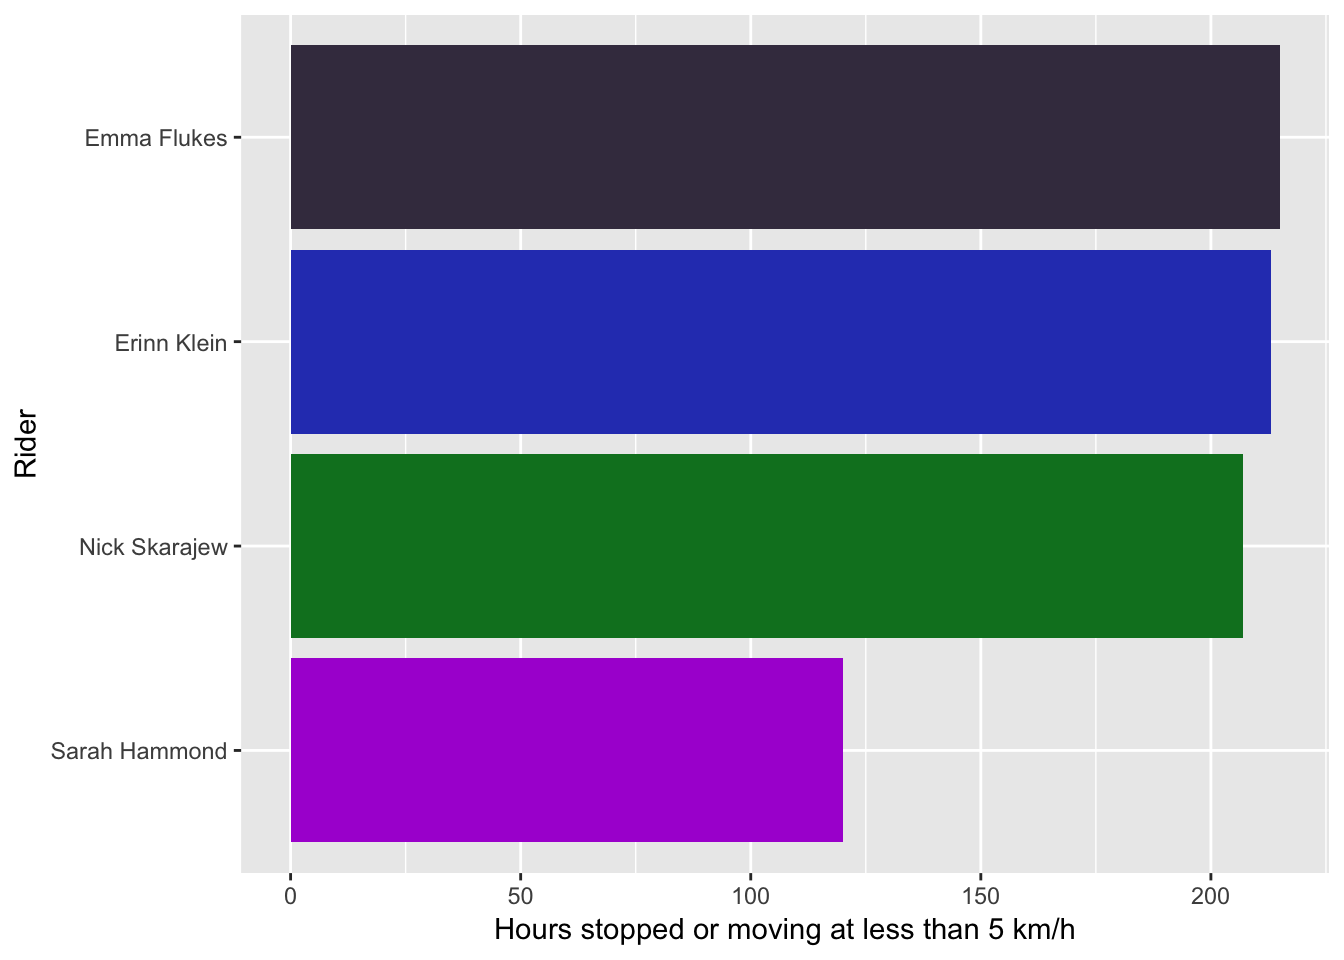 Rider
Emma Flukes
Erinn Klein
Nick Skarajew
Sarah Hammond
0 50 100 150 200
Hours stopped or moving at less than 5 km/h